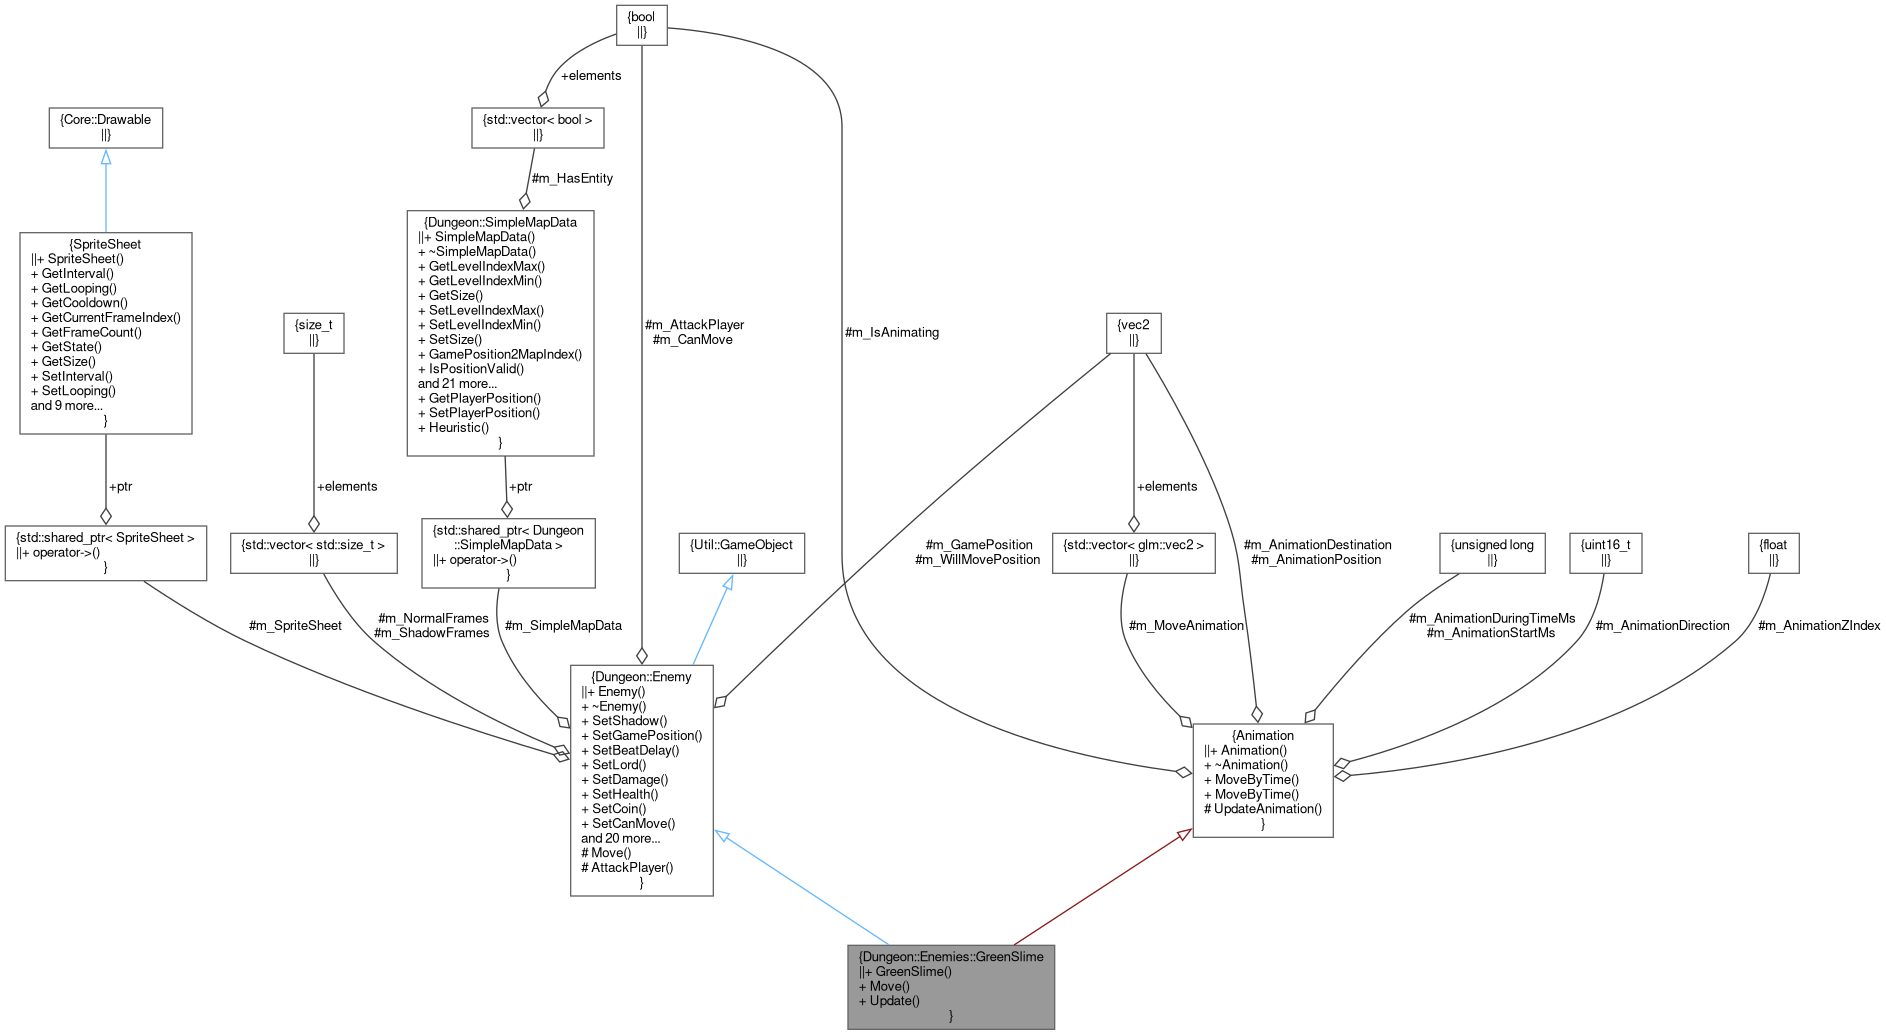 {bool
||}
+elements
{Core::Drawable
||}
{std::vector< bool >
||}
#m_HasEntity
{SpriteSheet
||+ SpriteSheet()
+ GetInterval()
+ GetLooping()
+ GetCooldown()
+ GetCurrentFrameIndex()
+ GetFrameCount()
+ GetState()
+ GetSize()
+ SetInterval()
+ SetLooping()
and 9 more...
}
{Dungeon::SimpleMapData
||+ SimpleMapData()
+ ~SimpleMapData()
+ GetLevelIndexMax()
+ GetLevelIndexMin()
+ GetSize()
+ SetLevelIndexMax()
+ SetLevelIndexMin()
+ SetSize()
+ GamePosition2MapIndex()
+ IsPositionValid()
and 21 more...
+ GetPlayerPosition()
+ SetPlayerPosition()
+ Heuristic()
}
{size_t
||}
#m_AttackPlayer
#m_CanMove
#m_IsAnimating
{vec2
||}
+ptr
+elements
+ptr
+elements
{std::shared_ptr< SpriteSheet >
||+ operator->()
}
{std::vector< std::size_t >
||}
{std::shared_ptr< Dungeon
::SimpleMapData >
||+ operator->()
}
{Util::GameObject
||}
#m_GamePosition
#m_WillMovePosition
{std::vector< glm::vec2 >
||}
#m_AnimationDestination
#m_AnimationPosition
{unsigned long
||}
{uint16_t
||}
{float
||}
#m_SpriteSheet
#m_NormalFrames
#m_ShadowFrames
#m_SimpleMapData
#m_MoveAnimation
#m_AnimationDuringTimeMs
#m_AnimationStartMs
#m_AnimationDirection
#m_AnimationZIndex
{Dungeon::Enemy
||+ Enemy()
+ ~Enemy()
+ SetShadow()
+ SetGamePosition()
+ SetBeatDelay()
+ SetLord()
+ SetDamage()
+ SetHealth()
+ SetCoin()
+ SetCanMove()
and 20 more...
# Move()
# AttackPlayer()
}
{Animation
||+ Animation()
+ ~Animation()
+ MoveByTime()
+ MoveByTime()
# UpdateAnimation()
}
{Dungeon::Enemies::GreenSlime
||+ GreenSlime()
+ Move()
+ Update()
}